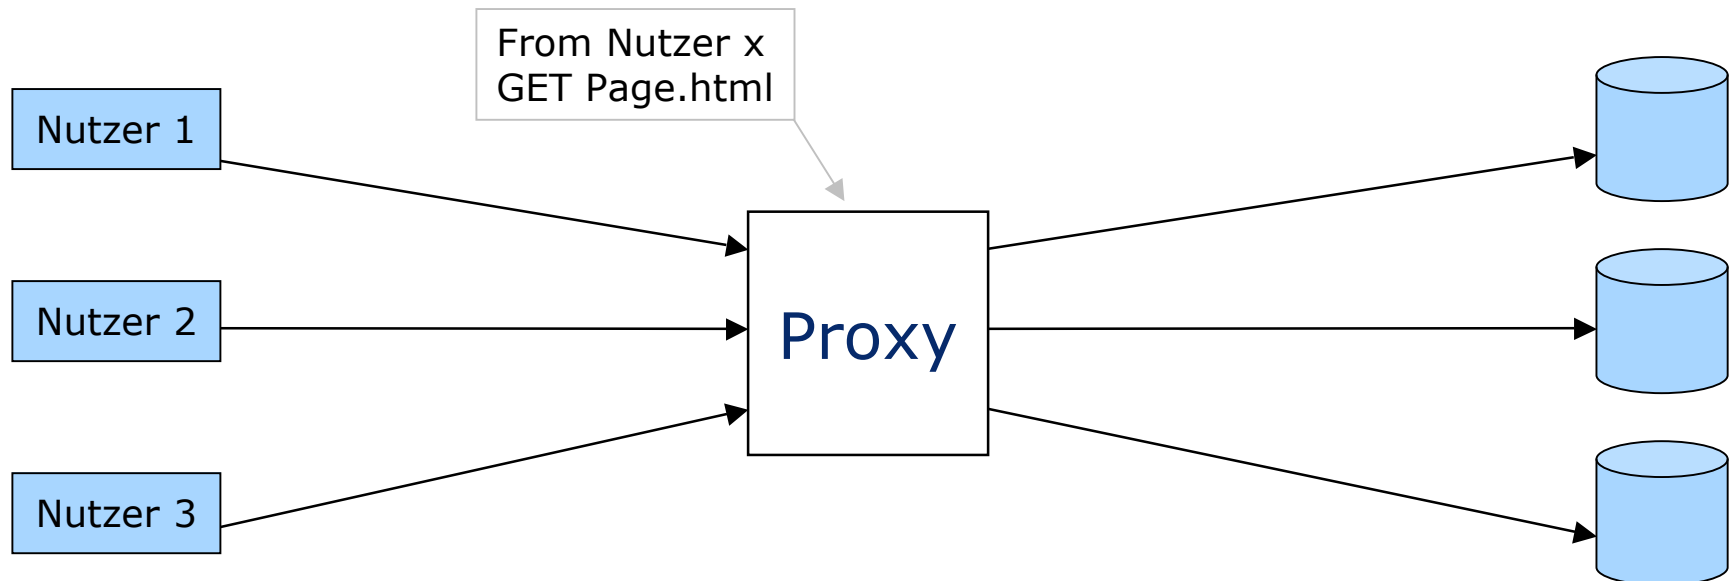 From Nutzer x
GET Page.html
Nutzer 1
Nutzer 2
Proxy
Nutzer 3